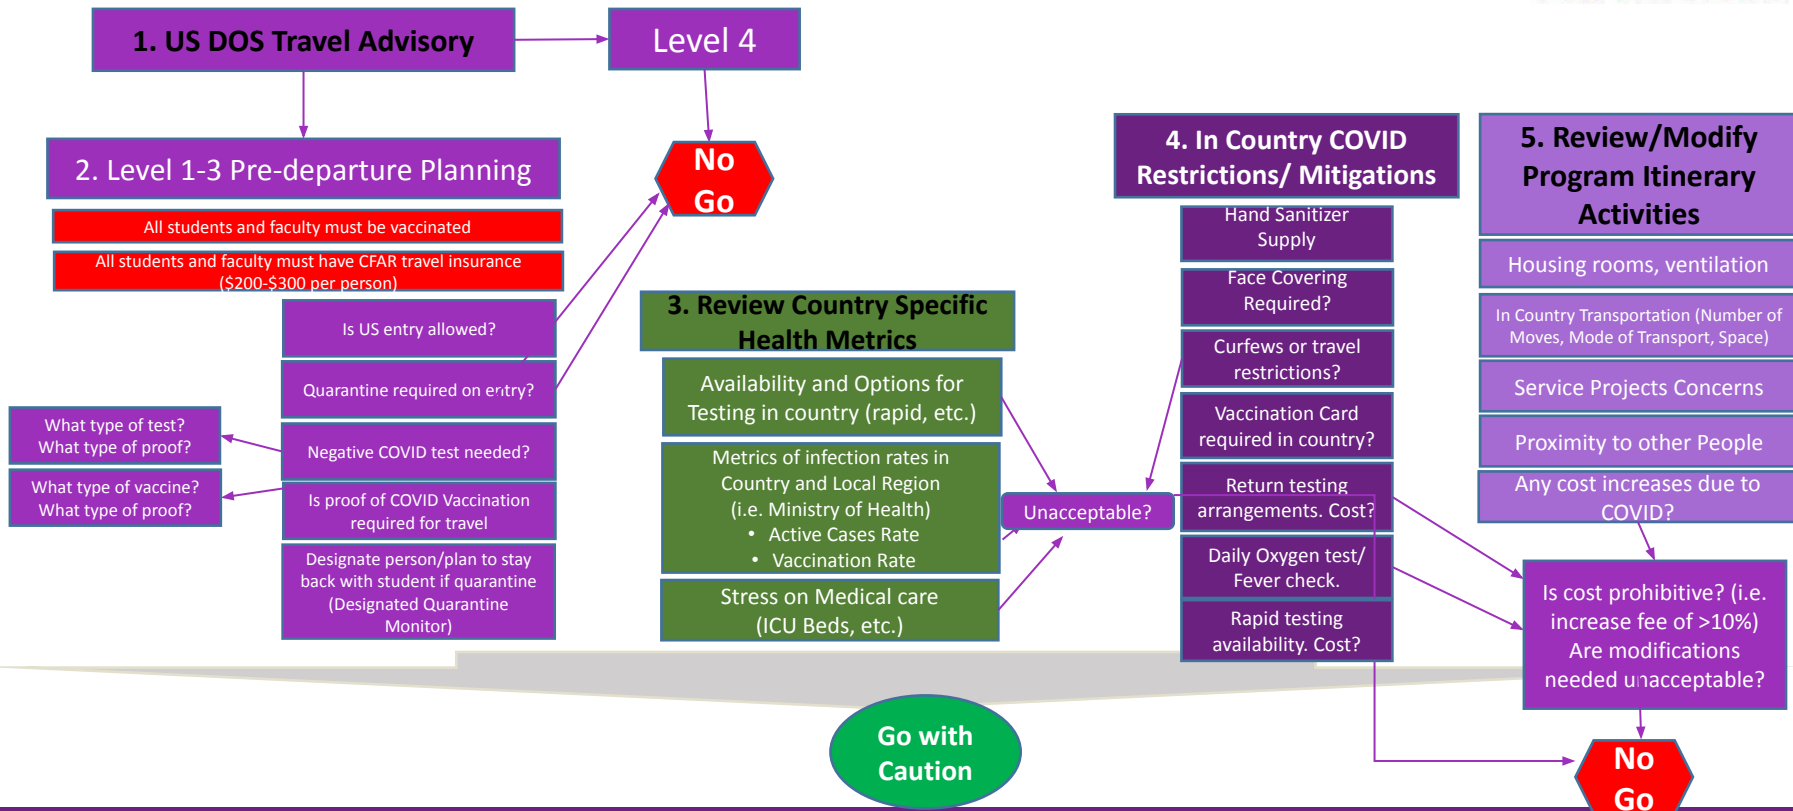 1. US DOS Travel Advisory
Level 4
No
Go
2. Level 1-3 Pre-departure Planning
All students and faculty must be vaccinated
All students and faculty must have CFAR travel insurance
($200-$300 per person)
Is US entry allowed?
Quarantine required on entry?
Negative COVID test needed?
What type of test?
What type of proof?
Is proof of COVID Vaccination
required for travel
What type of vaccine?
What type of proof?
Designate person/plan to stay
back with student if quarantine
(Designated Quarantine
Monitor)
3. Review Country Specific
Health Metrics
Availability and Options for
Testing in country (rapid, etc.)
Metrics of infection rates in
Country and Local Region
(i.e. Ministry of Health)
• Active Cases Rate
• Vaccination Rate
Stress on Medical care
(ICU Beds, etc.)
Unacceptable?
4. In Country COVID
Restrictions/ Mitigations
Hand Sanitizer
Supply
Face Covering
Required?
Curfews or travel
restrictions?
Vaccination Card
required in country?
Return testing
arrangements. Cost?
Daily Oxygen test/
Fever check.
Rapid testing
availability. Cost?
5. Review/Modify
Program Itinerary
Activities
Housing rooms, ventilation
In Country Transportation (Number of
Moves, Mode of Transport, Space)
Service Projects Concerns
Proximity to other People
Any cost increases due to
COVID?
Is cost prohibitive? (i.e.
increase fee of >10%)
Are modifications
needed unacceptable?
No
Go
Go with
Caution